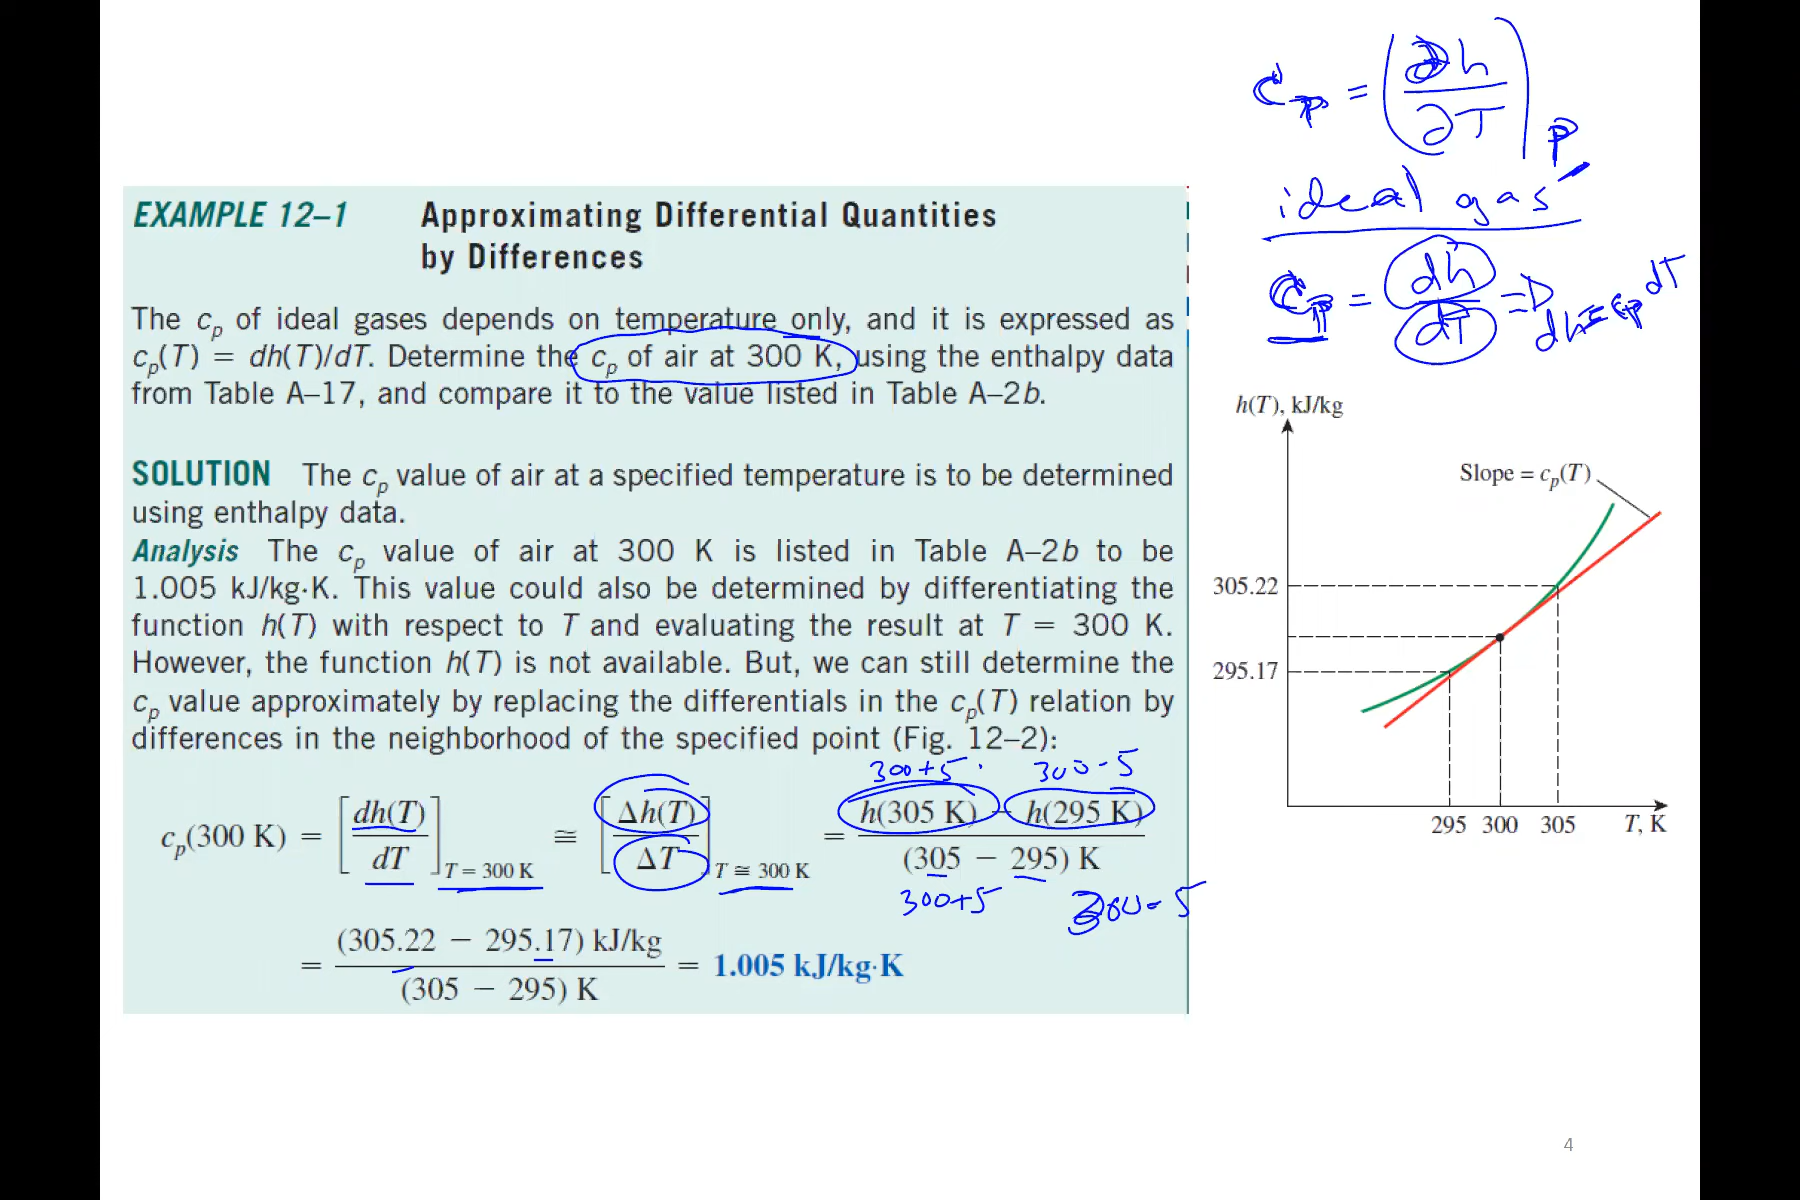 C_p = (∂h/∂T)_p
ideal gas
C_p = dh/dT ⇒ dh = c_p dT
EXAMPLE 12–1 Approximating Differential Quantities
by Differences
The c_p of ideal gases depends on temperature only, and it is expressed as
c_p(T) = dh(T)/dT. Determine the c_p of air at 300 K, using the enthalpy data
from Table A–17, and compare it to the value listed in Table A–2b.
SOLUTION The c_p value of air at a specified temperature is to be determined
using enthalpy data.
Analysis The c_p value of air at 300 K is listed in Table A–2b to be
1.005 kJ/kg·K. This value could also be determined by differentiating the
function h(T) with respect to T and evaluating the result at T = 300 K.
However, the function h(T) is not available. But, we can still determine the
c_p value approximately by replacing the differentials in the c_p(T) relation by
differences in the neighborhood of the specified point (Fig. 12–2):
300+5 300-5
c_p(300 K) = [dh(T)/dT]_T = 300 K ≅ [Δh(T)/ΔT]_T ≅ 300 K = (h(305 K) − h(295 K))/((305 − 295) K)
300+5 300-5
= ((305.22 − 295.17) kJ/kg)/((305 − 295) K) = 1.005 kJ/kg·K
h(T), kJ/kg
Slope = c_p(T)
305.22
295.17
295 300 305 T, K
4